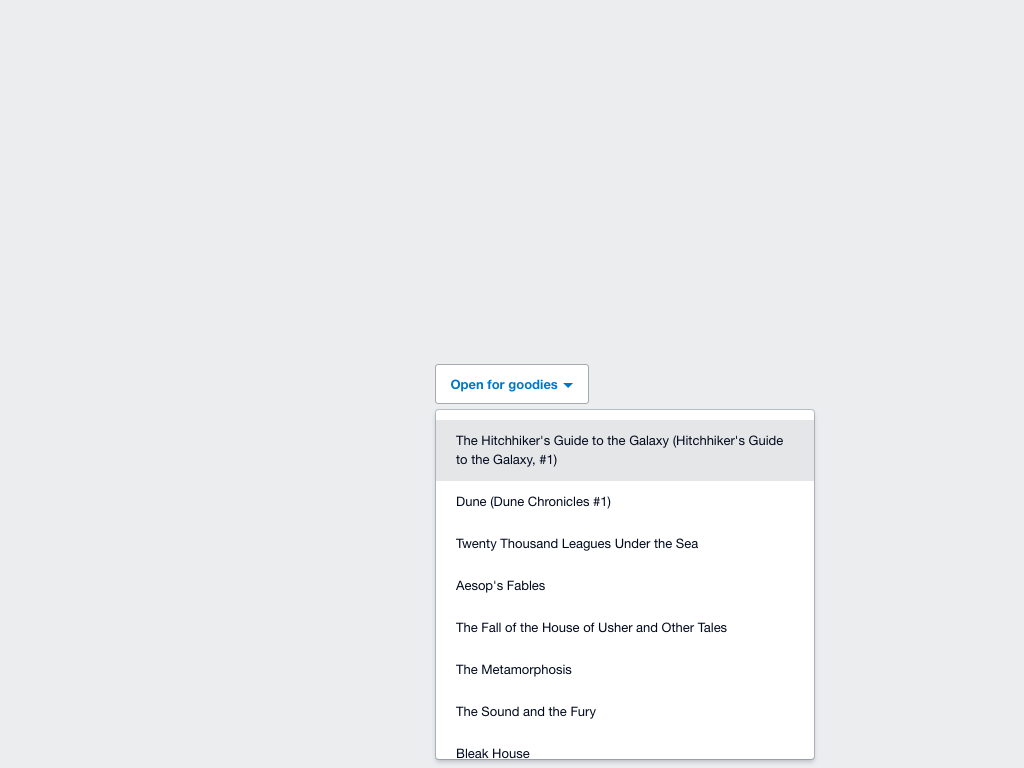 Open for goodies
The Hitchhiker's Guide to the Galaxy (Hitchhiker's Guide
to the Galaxy, #1)
Dune (Dune Chronicles #1)
Twenty Thousand Leagues Under the Sea
Aesop's Fables
The Fall of the House of Usher and Other Tales
The Metamorphosis
The Sound and the Fury
Bleak House